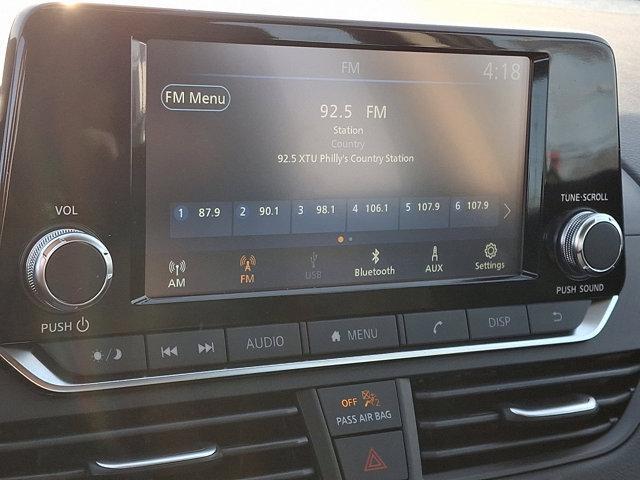 FM
4:18
FM Menu
92.5 FM
Station
Country
92.5 XTU Philly's Country Station
1 87.9 2 90.1 3 98.1 4 106.1 5 107.9 6 107.9
AM FM USB Bluetooth AUX Settings
VOL
PUSH
TUNE·SCROLL
PUSH SOUND
AUDIO MENU DISP
OFF 2
PASS AIR BAG